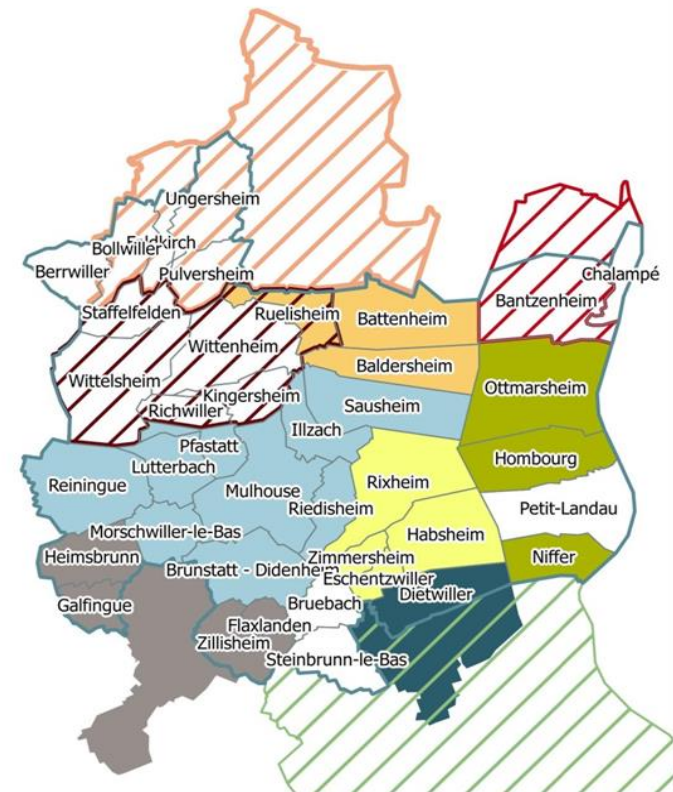 Ungersheim
Feldkirch
Bollwiller
Berrwiller
Pulversheim
Chalampé
Bantzenheim
Staffelfelden
Ruelisheim
Battenheim
Wittenheim
Baldersheim
Wittelsheim
Kingersheim
Richwiller
Ottmarsheim
Sausheim
Illzach
Pfastatt
Lutterbach
Hombourg
Reiningue
Mulhouse
Rixheim
Riedisheim
Petit-Landau
Morschwiller-le-Bas
Habsheim
Heimsbrunn
Brunstatt - Didenheim
Zimmersheim
Niffer
Eschentzwiller
Galfingue
Bruebach
Dietwiller
Flaxlanden
Zillisheim
Steinbrunn-le-Bas